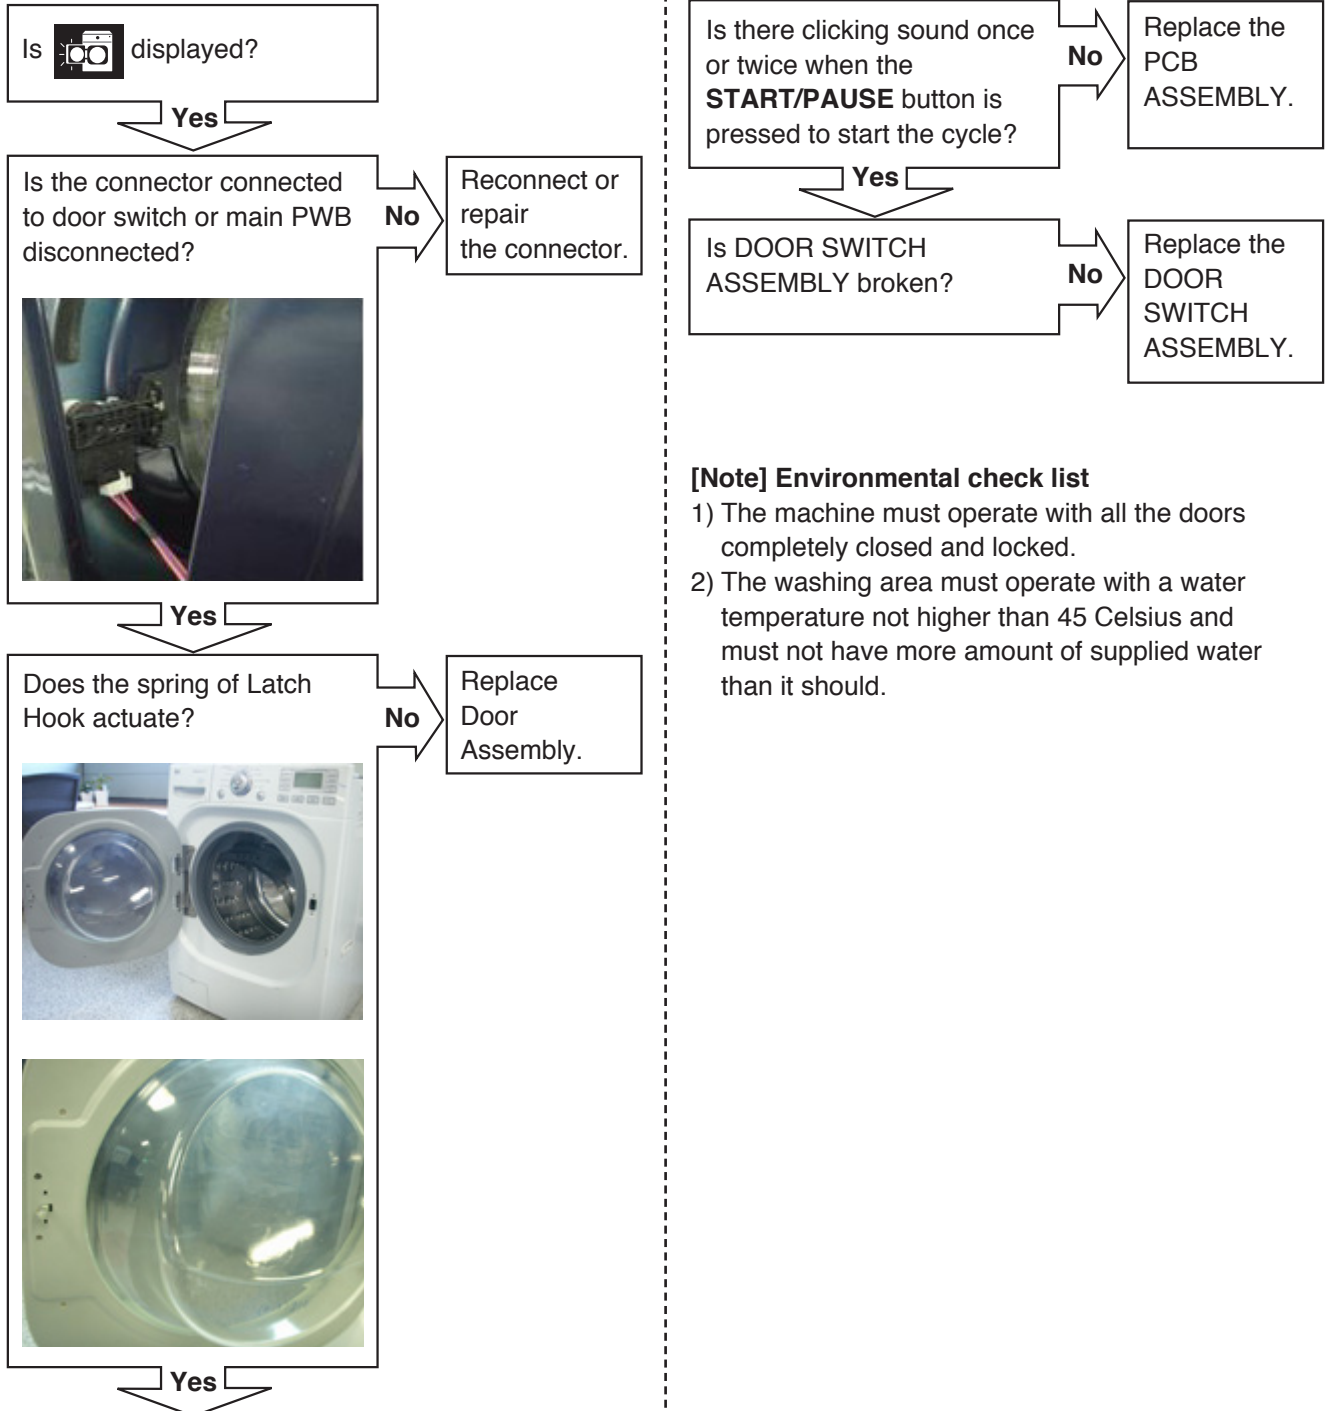 Is displayed?
Yes
Is the connector connected
to door switch or main PWB
disconnected?
No
Reconnect or
repair
the connector.
Yes
Does the spring of Latch
Hook actuate?
No
Replace
Door
Assembly.
Yes
Is there clicking sound once
or twice when the
START/PAUSE button is
pressed to start the cycle?
No
Replace the
PCB
ASSEMBLY.
Yes
Is DOOR SWITCH
ASSEMBLY broken?
No
Replace the
DOOR
SWITCH
ASSEMBLY.
[Note] Environmental check list
1) The machine must operate with all the doors
completely closed and locked.
2) The washing area must operate with a water
temperature not higher than 45 Celsius and
must not have more amount of supplied water
than it should.